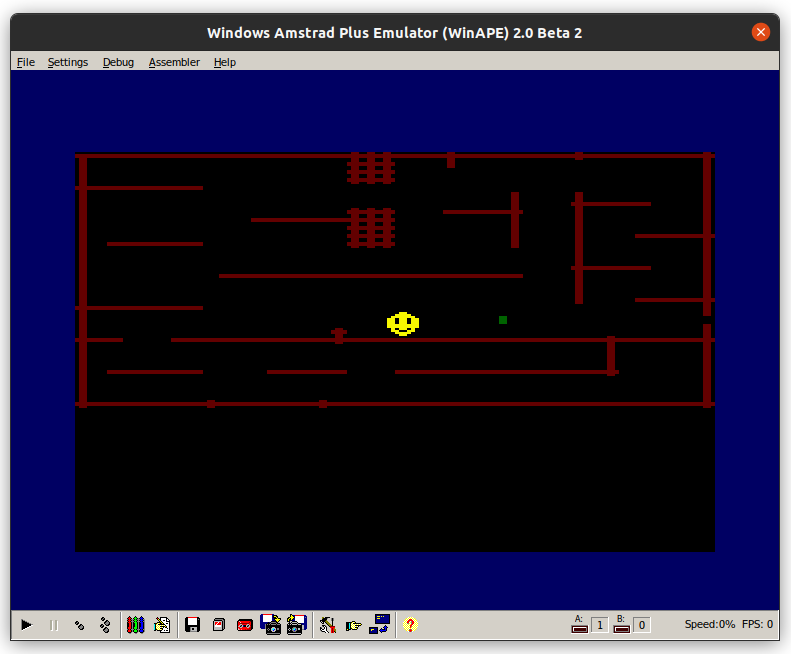 Windows Amstrad Plus Emulator (WinAPE) 2.0 Beta 2
File Settings Debug Assembler Help
A: 1 B: 0 Speed:0% FPS: 0